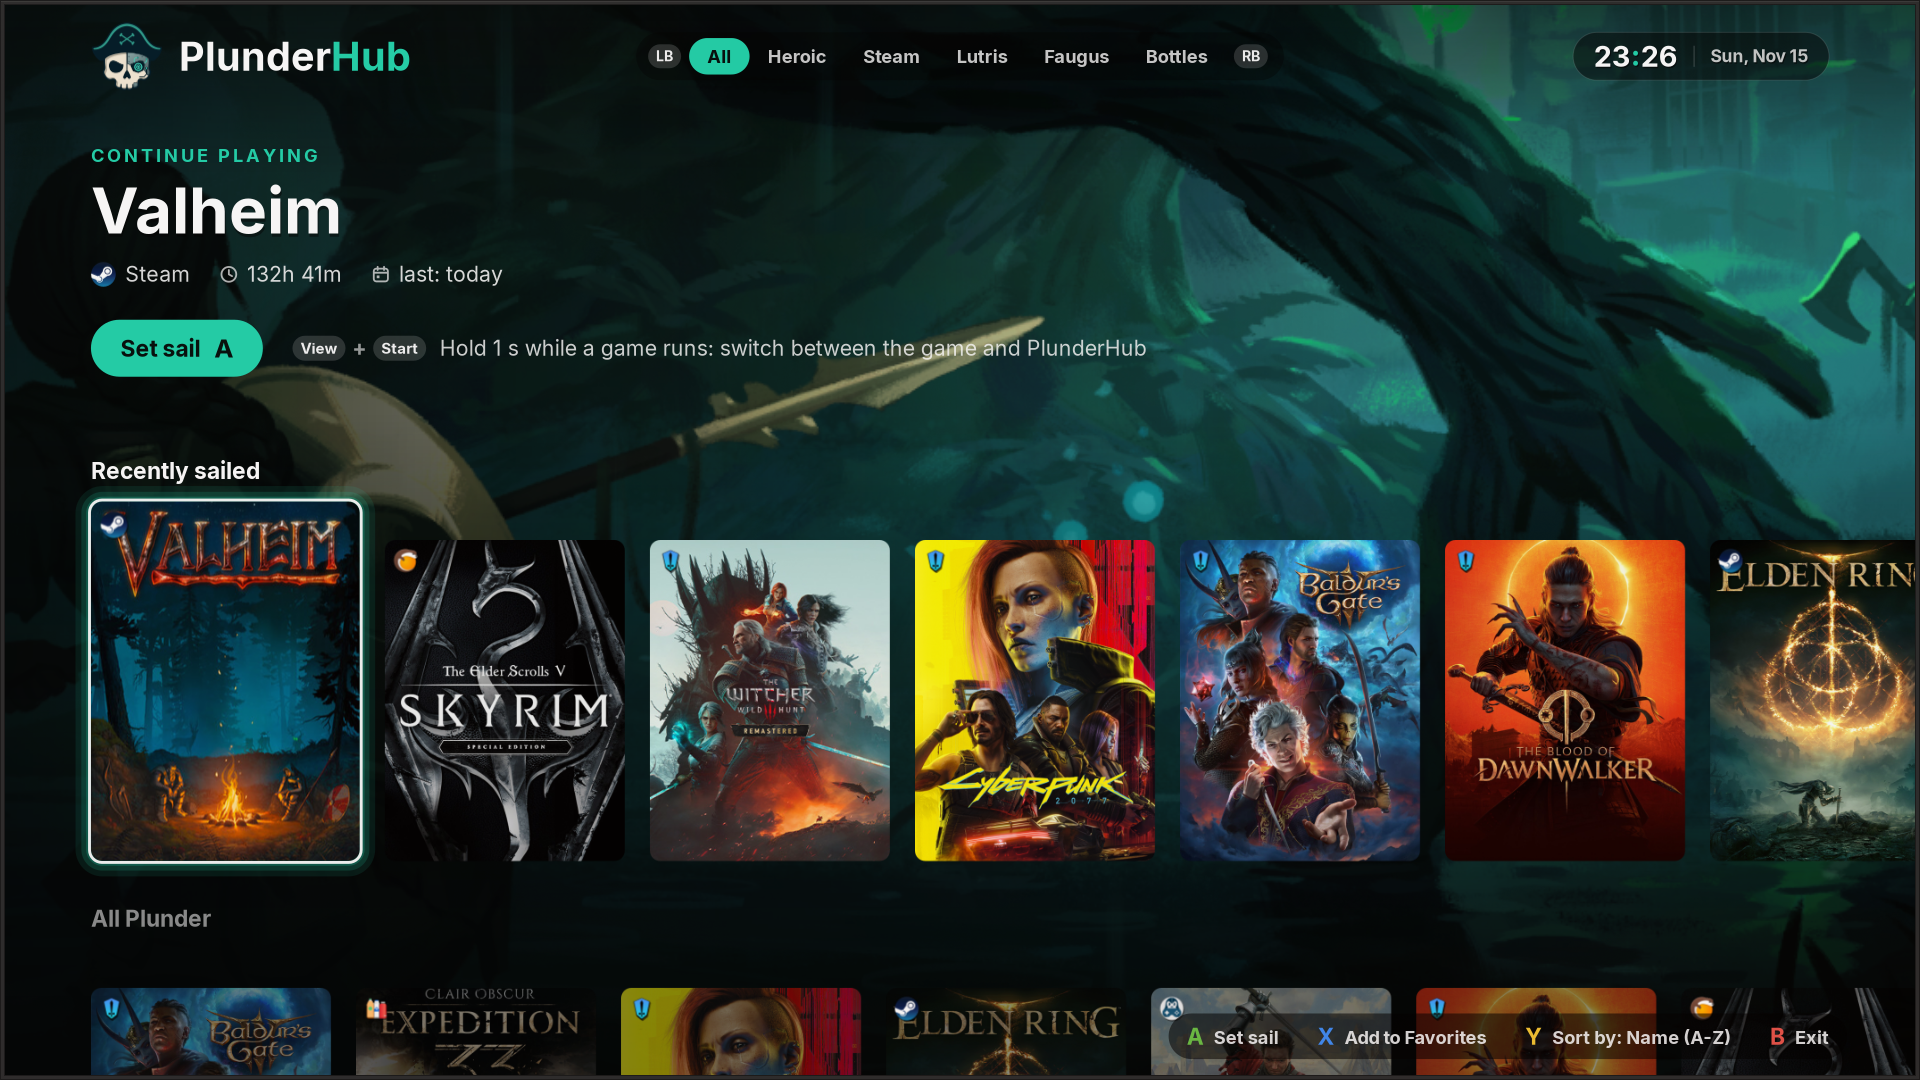 PlunderHub
LB All Heroic Steam Lutris Faugus Bottles RB
23:26 Sun, Nov 15
CONTINUE PLAYING
Valheim
Steam 132h 41m last: today
Set sail A View + Start Hold 1 s while a game runs: switch between the game and PlunderHub
Recently sailed
VALHEIM
The Elder Scrolls V
SKYRIM
SPECIAL EDITION
THE
WITCHER
WILD HUNT
REMASTERED
CYBERPUNK
2077
BALDUR'S
GATE
THE BLOOD OF
DAWNWALKER
ELDEN RIN
All Plunder
BALDUR'S
GATE
CLAIR OBSCUR
EXPEDITION
33
ELDEN RING
A Set sail X Add to Favorites Y Sort by: Name (A-Z) B Exit